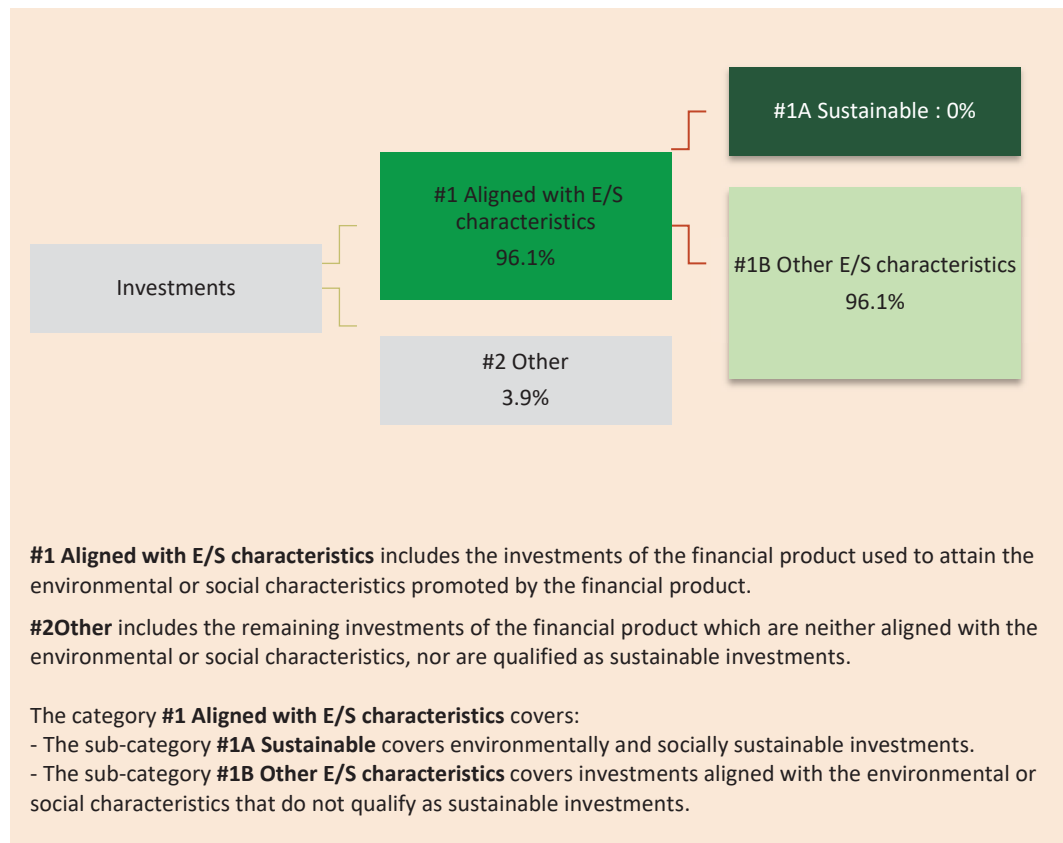 #1A Sustainable : 0%
#1 Aligned with E/S
characteristics
96.1%
#1B Other E/S characteristics
96.1%
Investments
#2 Other
3.9%
#1 Aligned with E/S characteristics includes the investments of the financial product used to attain the
environmental or social characteristics promoted by the financial product.
#2Other includes the remaining investments of the financial product which are neither aligned with the
environmental or social characteristics, nor are qualified as sustainable investments.
The category #1 Aligned with E/S characteristics covers:
- The sub-category #1A Sustainable covers environmentally and socially sustainable investments.
- The sub-category #1B Other E/S characteristics covers investments aligned with the environmental or
social characteristics that do not qualify as sustainable investments.